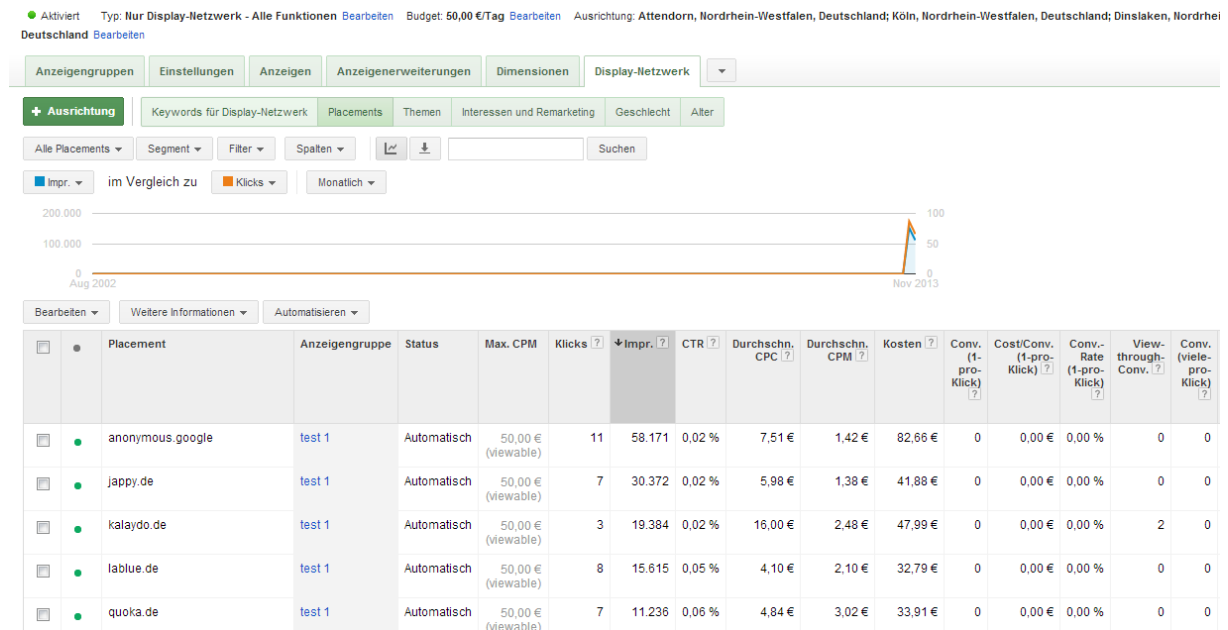 Aktiviert Typ: Nur Display-Netzwerk - Alle Funktionen Bearbeiten Budget: 50,00 €/Tag Bearbeiten Ausrichtung: Attendorn, Nordrhein-Westfalen, Deutschland; Köln, Nordrhein-Westfalen, Deutschland; Dinslaken, Nordrhei
Deutschland Bearbeiten
Anzeigengruppen Einstellungen Anzeigen Anzeigenerweiterungen Dimensionen Display-Netzwerk
+ Ausrichtung Keywords für Display-Netzwerk Placements Themen Interessen und Remarketing Geschlecht Alter
Alle Placements Segment Filter Spalten Suchen
Impr. im Vergleich zu Klicks Monatlich
200.000 100
100.000 50
0 0
Aug 2002 Nov 2013
Bearbeiten Weitere Informationen Automatisieren
Placement Anzeigengruppe Status Max. CPM Klicks ? Impr. ? CTR ? Durchschn. CPC ? Durchschn. CPM ? Kosten ? Conv. (1-pro-Klick) ? Cost/Conv. (1-pro-Klick) ? Conv.-Rate (1-pro-Klick) ? View-through-Conv. ? Conv. (viele-pro-Klick) ?
anonymous.google test 1 Automatisch 50,00 € (viewable) 11 58.171 0,02 % 7,51 € 1,42 € 82,66 € 0 0,00 € 0,00 % 0 0
jappy.de test 1 Automatisch 50,00 € (viewable) 7 30.372 0,02 % 5,98 € 1,38 € 41,88 € 0 0,00 € 0,00 % 0 0
kalaydo.de test 1 Automatisch 50,00 € (viewable) 3 19.384 0,02 % 16,00 € 2,48 € 47,99 € 0 0,00 € 0,00 % 2 0
lablue.de test 1 Automatisch 50,00 € (viewable) 8 15.615 0,05 % 4,10 € 2,10 € 32,79 € 0 0,00 € 0,00 % 0 0
quoka.de test 1 Automatisch 50,00 € (viewable) 7 11.236 0,06 % 4,84 € 3,02 € 33,91 € 0 0,00 € 0,00 % 0 0